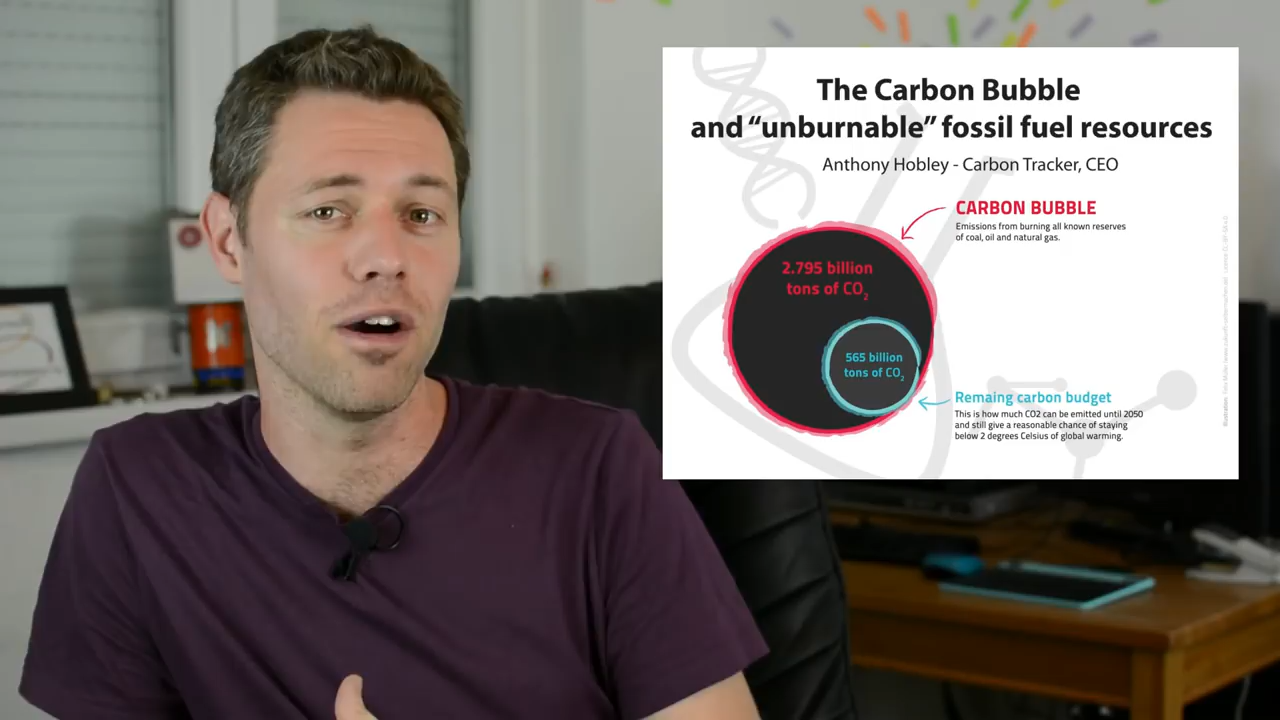 The Carbon Bubble
and “unburnable” fossil fuel resources
Anthony Hobley - Carbon Tracker, CEO
CARBON BUBBLE
Emissions from burning all known reserves
of coal, oil and natural gas.
2.795 billion
tons of CO₂
565 billion
tons of CO₂
Remaing carbon budget
This is how much CO2 can be emitted until 2050
and still give a reasonable chance of staying
below 2 degrees Celsius of global warming.